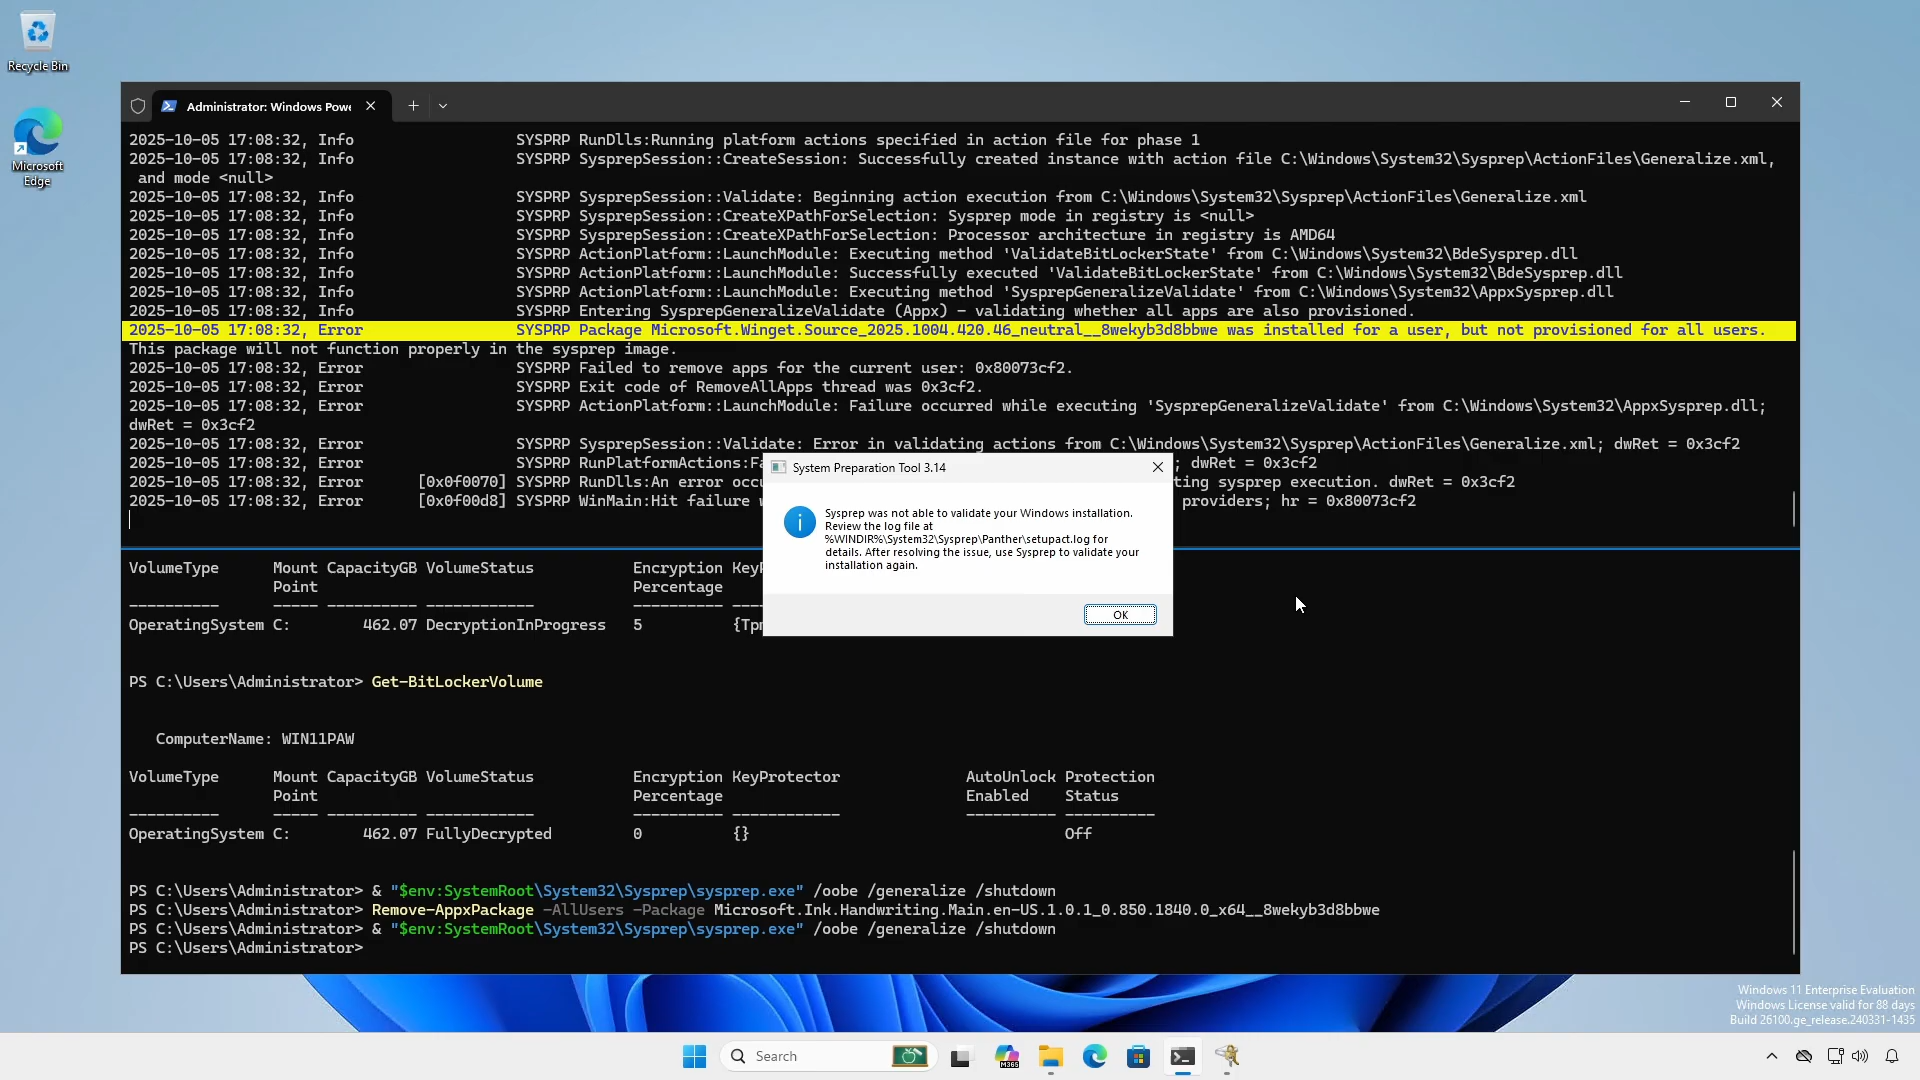 Recycle Bin
Microsoft
Edge
Administrator: Windows Powe
2025-10-05 17:08:32, Info SYSPRP RunDlls:Running platform actions specified in action file for phase 1
2025-10-05 17:08:32, Info SYSPRP SysprepSession::CreateSession: Successfully created instance with action file C:\Windows\System32\Sysprep\ActionFiles\Generalize.xml,
and mode <null>
2025-10-05 17:08:32, Info SYSPRP SysprepSession::Validate: Beginning action execution from C:\Windows\System32\Sysprep\ActionFiles\Generalize.xml
2025-10-05 17:08:32, Info SYSPRP SysprepSession::CreateXPathForSelection: Sysprep mode in registry is <null>
2025-10-05 17:08:32, Info SYSPRP SysprepSession::CreateXPathForSelection: Processor architecture in registry is AMD64
2025-10-05 17:08:32, Info SYSPRP ActionPlatform::LaunchModule: Executing method 'ValidateBitLockerState' from C:\Windows\System32\BdeSysprep.dll
2025-10-05 17:08:32, Info SYSPRP ActionPlatform::LaunchModule: Successfully executed 'ValidateBitLockerState' from C:\Windows\System32\BdeSysprep.dll
2025-10-05 17:08:32, Info SYSPRP ActionPlatform::LaunchModule: Executing method 'SysprepGeneralizeValidate' from C:\Windows\System32\AppxSysprep.dll
2025-10-05 17:08:32, Info SYSPRP Entering SysprepGeneralizeValidate (Appx) - validating whether all apps are also provisioned.
2025-10-05 17:08:32, Error SYSPRP Package Microsoft.Winget.Source_2025.1004.420.46_neutral__8wekyb3d8bbwe was installed for a user, but not provisioned for all users.
This package will not function properly in the sysprep image.
2025-10-05 17:08:32, Error SYSPRP Failed to remove apps for the current user: 0x80073cf2.
2025-10-05 17:08:32, Error SYSPRP Exit code of RemoveAllApps thread was 0x3cf2.
2025-10-05 17:08:32, Error SYSPRP ActionPlatform::LaunchModule: Failure occurred while executing 'SysprepGeneralizeValidate' from C:\Windows\System32\AppxSysprep.dll;
dwRet = 0x3cf2
2025-10-05 17:08:32, Error SYSPRP SysprepSession::Validate: Error in validating actions from C:\Windows\System32\Sysprep\ActionFiles\Generalize.xml; dwRet = 0x3cf2
2025-10-05 17:08:32, Error SYSPRP RunPlatformActions:Fa ; dwRet = 0x3cf2
2025-10-05 17:08:32, Error [0x0f0070] SYSPRP RunDlls:An error occu ting sysprep execution. dwRet = 0x3cf2
2025-10-05 17:08:32, Error [0x0f00d8] SYSPRP WinMain:Hit failure w providers; hr = 0x80073cf2
System Preparation Tool 3.14
Sysprep was not able to validate your Windows installation.
Review the log file at
%WINDIR%\System32\Sysprep\Panther\setupact.log for
details. After resolving the issue, use Sysprep to validate your
installation again.
OK
VolumeType Mount CapacityGB VolumeStatus Encryption KeyP
Point Percentage
---------- ----- ---------- ------------ ---------- ---
OperatingSystem C: 462.07 DecryptionInProgress 5 {Tpm
PS C:\Users\Administrator> Get-BitLockerVolume
ComputerName: WIN11PAW
VolumeType Mount CapacityGB VolumeStatus Encryption KeyProtector AutoUnlock Protection
Point Percentage Enabled Status
---------- ----- ---------- ------------ ---------- ------------ ---------- ----------
OperatingSystem C: 462.07 FullyDecrypted 0 {} Off
PS C:\Users\Administrator> & "$env:SystemRoot\System32\Sysprep\sysprep.exe" /oobe /generalize /shutdown
PS C:\Users\Administrator> Remove-AppxPackage -AllUsers -Package Microsoft.Ink.Handwriting.Main.en-US.1.0.1_0.850.1840.0_x64__8wekyb3d8bbwe
PS C:\Users\Administrator> & "$env:SystemRoot\System32\Sysprep\sysprep.exe" /oobe /generalize /shutdown
PS C:\Users\Administrator>
Windows 11 Enterprise Evaluation
Windows License valid for 88 days
Build 26100.ge_release.240331-1435
Search
M365